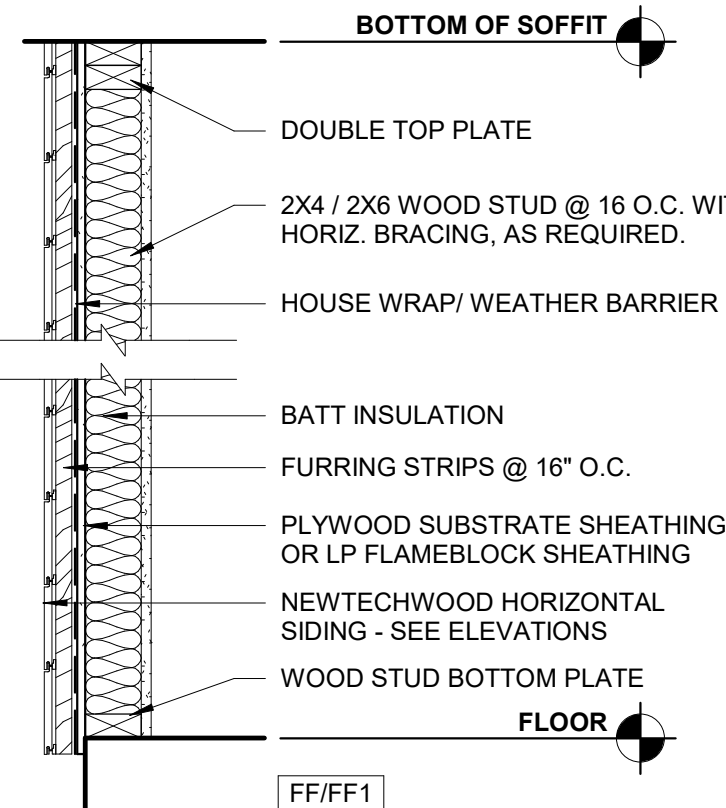 BOTTOM OF SOFFIT
DOUBLE TOP PLATE
2X4 / 2X6 WOOD STUD @ 16 O.C.
HORIZ. BRACING, AS REQUIRED.
HOUSE WRAP/ WEATHER BARRIER
BATT INSULATION
FURRING STRIPS @ 16" O.C.
PLYWOOD SUBSTRATE SHEATHING
OR LP FLAMEBLOCK SHEATHING
NEWTECHWOOD HORIZONTAL
SIDING - SEE ELEVATIONS
WOOD STUD BOTTOM PLATE
FLOOR
FF/FF1